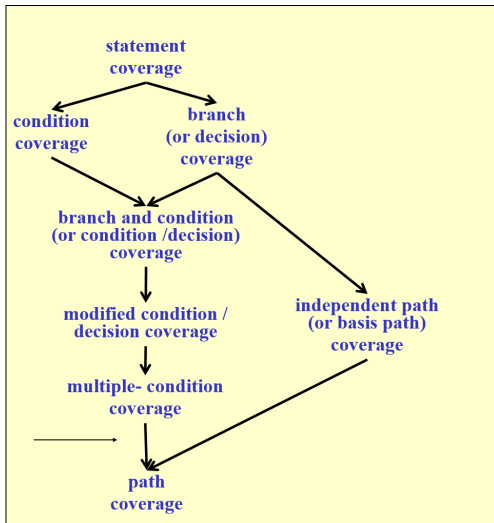 statement
coverage
condition
coverage
branch
(or decision)
coverage
branch and condition
(or condition /decision)
coverage
modified condition /
decision coverage
independent path
(or basis path)
coverage
multiple- condition
coverage
path
coverage